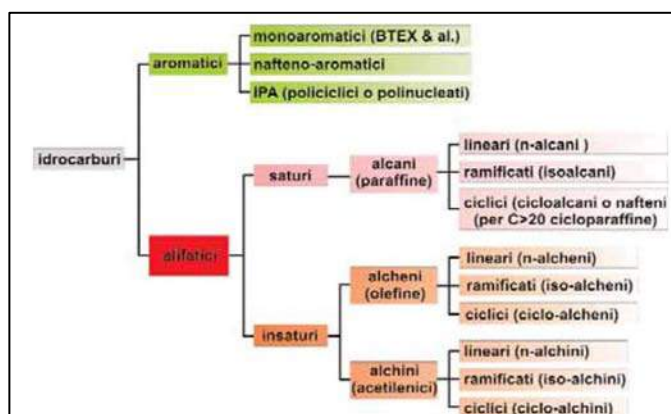 monoaromatici (BTEX & al.)
aromatici
nafteno-aromatici
IPA (policiclici o polinucleati)
idrocarburi
lineari (n-alcani )
saturi
alcani
(paraffine)
ramificati (isoalcani)
ciclici (cicloalcani o nafteni
(per C>20 cicloparaffine)
alifatici
lineari (n-alcheni)
alcheni
(olefine)
ramificati (iso-alcheni)
ciclici (ciclo-alcheni)
insaturi
lineari (n-alchini)
alchini
(acetilenici)
ramificati (iso-alchini)
ciclici (ciclo-alchini)